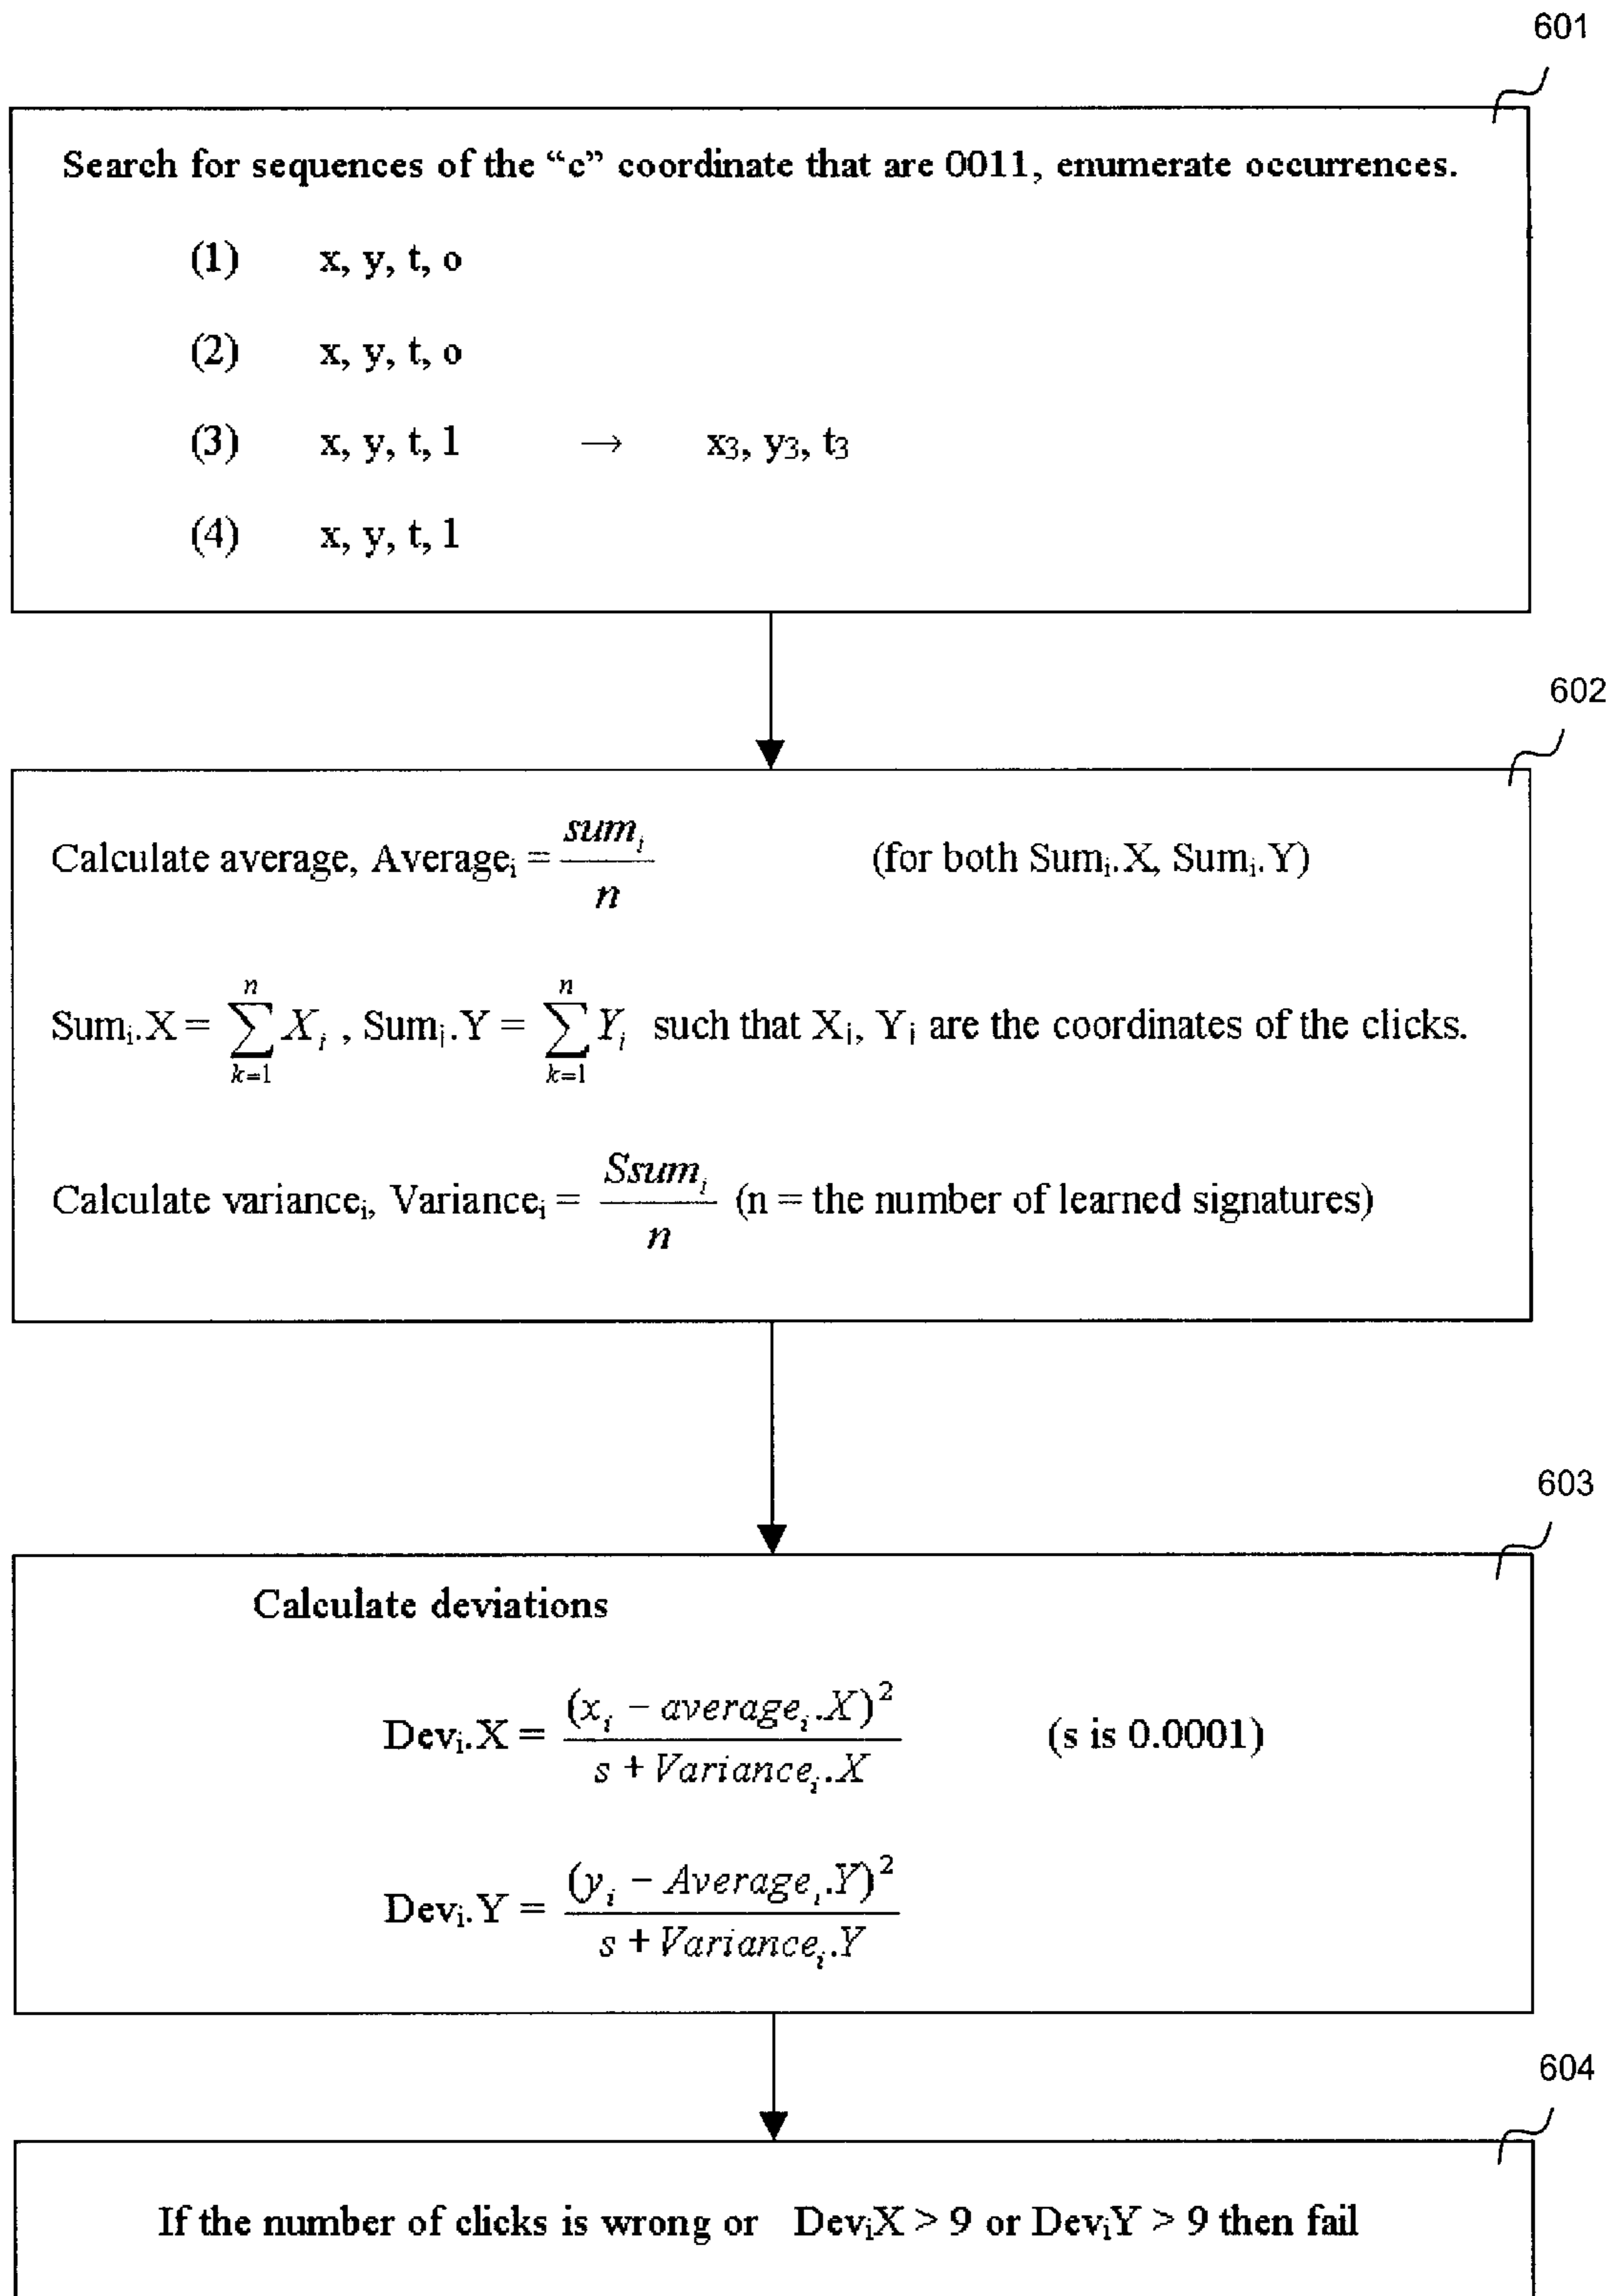 601
Search for sequences of the “c” coordinate that are 0011, enumerate occurrences.
(1) x, y, t, o
(2) x, y, t, o
(3) x, y, t, 1 → x₃, y₃, t₃
(4) x, y, t, 1
602
Calculate average, Averageᵢ = sumᵢ / n (for both Sumᵢ.X, Sumᵢ.Y)
Sumᵢ.X = ∑ₖ₌₁ⁿ Xᵢ , Sumᵢ.Y = ∑ₖ₌₁ⁿ Yᵢ such that Xᵢ, Yᵢ are the coordinates of the clicks.
Calculate varianceᵢ, Varianceᵢ = Ssumᵢ / n (n = the number of learned signatures)
603
Calculate deviations
Devᵢ.X = (xᵢ − averageᵢ.X)² / s + Varianceᵢ.X (s is 0.0001)
Devᵢ.Y = (yᵢ − Averageᵢ.Y)² / s + Varianceᵢ.Y
604
If the number of clicks is wrong or DevᵢX > 9 or DevᵢY > 9 then fail